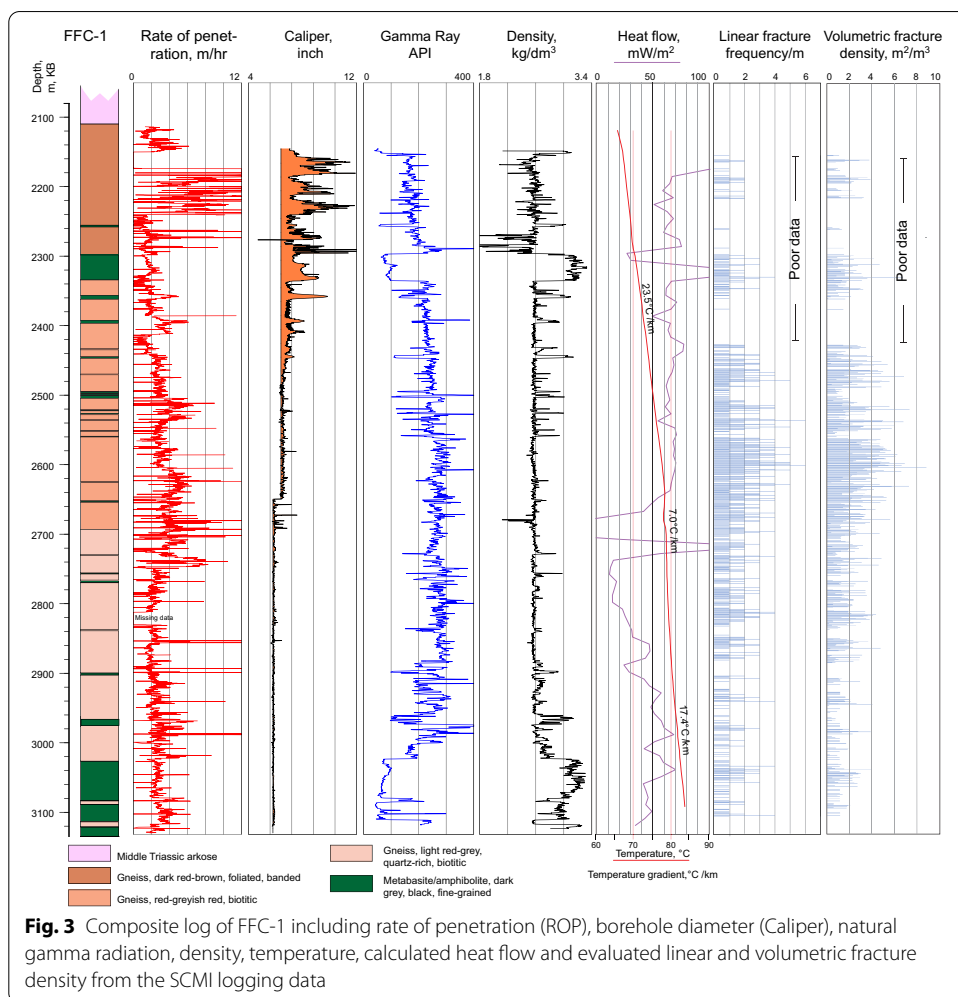 FFC-1
Rate of penet-
ration, m/hr
Caliper,
inch
Gamma Ray
API
Density,
kg/dm³
Heat flow,
mW/m²
Linear fracture
frequency/m
Volumetric fracture
density, m²/m³
Depth,
m, KB
0 12
4 12
0 400
1.8 3.4
0 50 100
0 2 4 6
0 2 4 6 8 10
2100
2200
2300
2400
2500
2600
2700
2800
2900
3000
3100
Missing data
23.5°C/km
7.0°C/km
17.4°C/km
Poor data
Poor data
60 70 80 90
Temperature, °C
Temperature gradient,°C /km
Middle Triassic arkose
Gneiss, dark red-brown, foliated, banded
Gneiss, red-greyish red, biotitic
Gneiss, light red-grey,
quartz-rich, biotitic
Metabasite/amphibolite, dark
grey, black, fine-grained
Fig. 3 Composite log of FFC-1 including rate of penetration (ROP), borehole diameter (Caliper), natural
gamma radiation, density, temperature, calculated heat flow and evaluated linear and volumetric fracture
density from the SCMI logging data